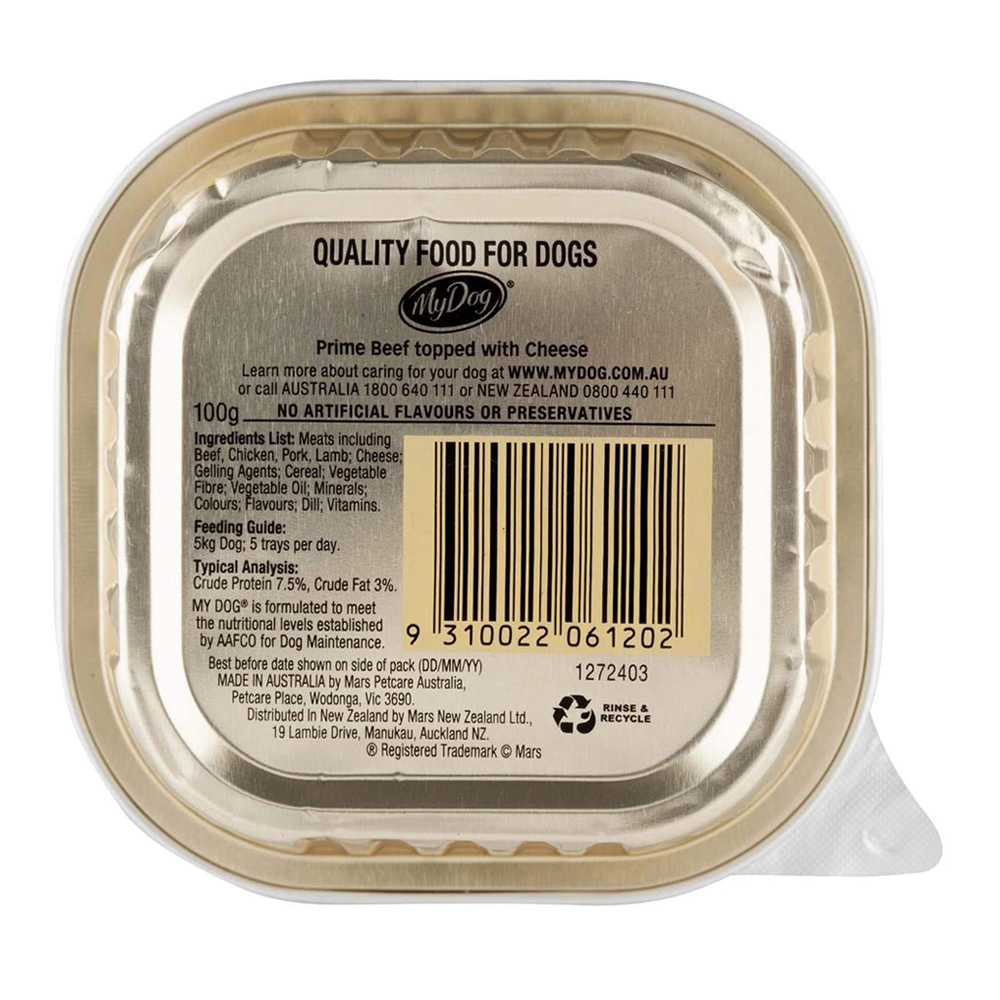 QUALITY FOOD FOR DOGS
MyDog®
Prime Beef topped with Cheese
Learn more about caring for your dog at WWW.MYDOG.COM.AU
or call AUSTRALIA 1800 640 111 or NEW ZEALAND 0800 440 111
100g NO ARTIFICIAL FLAVOURS OR PRESERVATIVES
Ingredients List: Meats including
Beef, Chicken, Pork, Lamb; Cheese;
Gelling Agents; Cereal; Vegetable
Fibre; Vegetable Oil; Minerals;
Colours; Flavours; Dill; Vitamins.
Feeding Guide:
5kg Dog; 5 trays per day.
Typical Analysis:
Crude Protein 7.5%, Crude Fat 3%.
MY DOG® is formulated to meet
the nutritional levels established
by AAFCO for Dog Maintenance.
9 310022 061202
Best before date shown on side of pack (DD/MM/YY)
MADE IN AUSTRALIA by Mars Petcare Australia,
Petcare Place, Wodonga, Vic 3690.
Distributed In New Zealand by Mars New Zealand Ltd.,
19 Lambie Drive, Manukau, Auckland NZ.
® Registered Trademark © Mars
1272403
RINSE &
RECYCLE